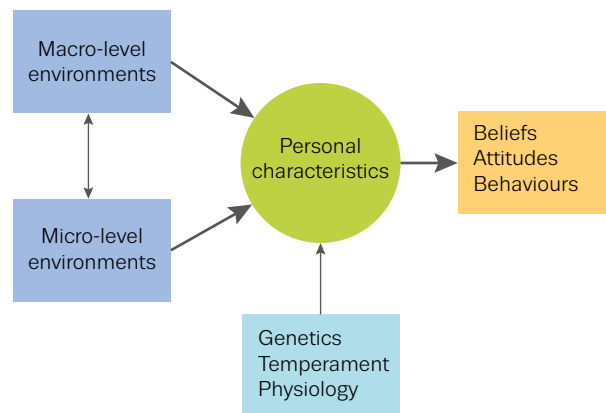 Macro-level
environments
Micro-level
environments
Personal
characteristics
Beliefs
Attitudes
Behaviours
Genetics
Temperament
Physiology